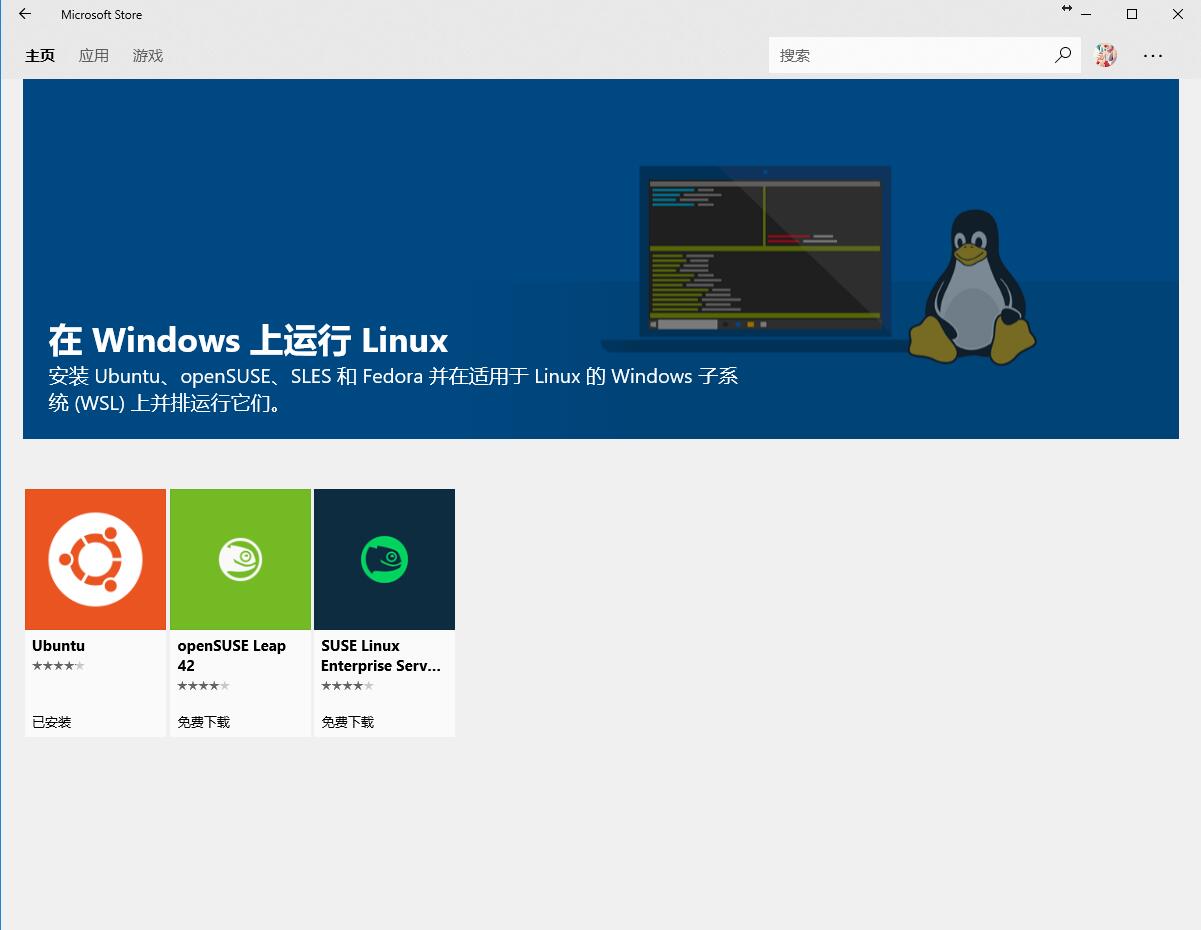 Microsoft Store
主页 应用 游戏 搜索
在 Windows 上运行 Linux
安装 Ubuntu、openSUSE、SLES 和 Fedora 并在适用于 Linux 的 Windows 子系
统 (WSL) 上并排运行它们。
Ubuntu
已安装
openSUSE Leap
42
免费下载
SUSE Linux
Enterprise Serv...
免费下载